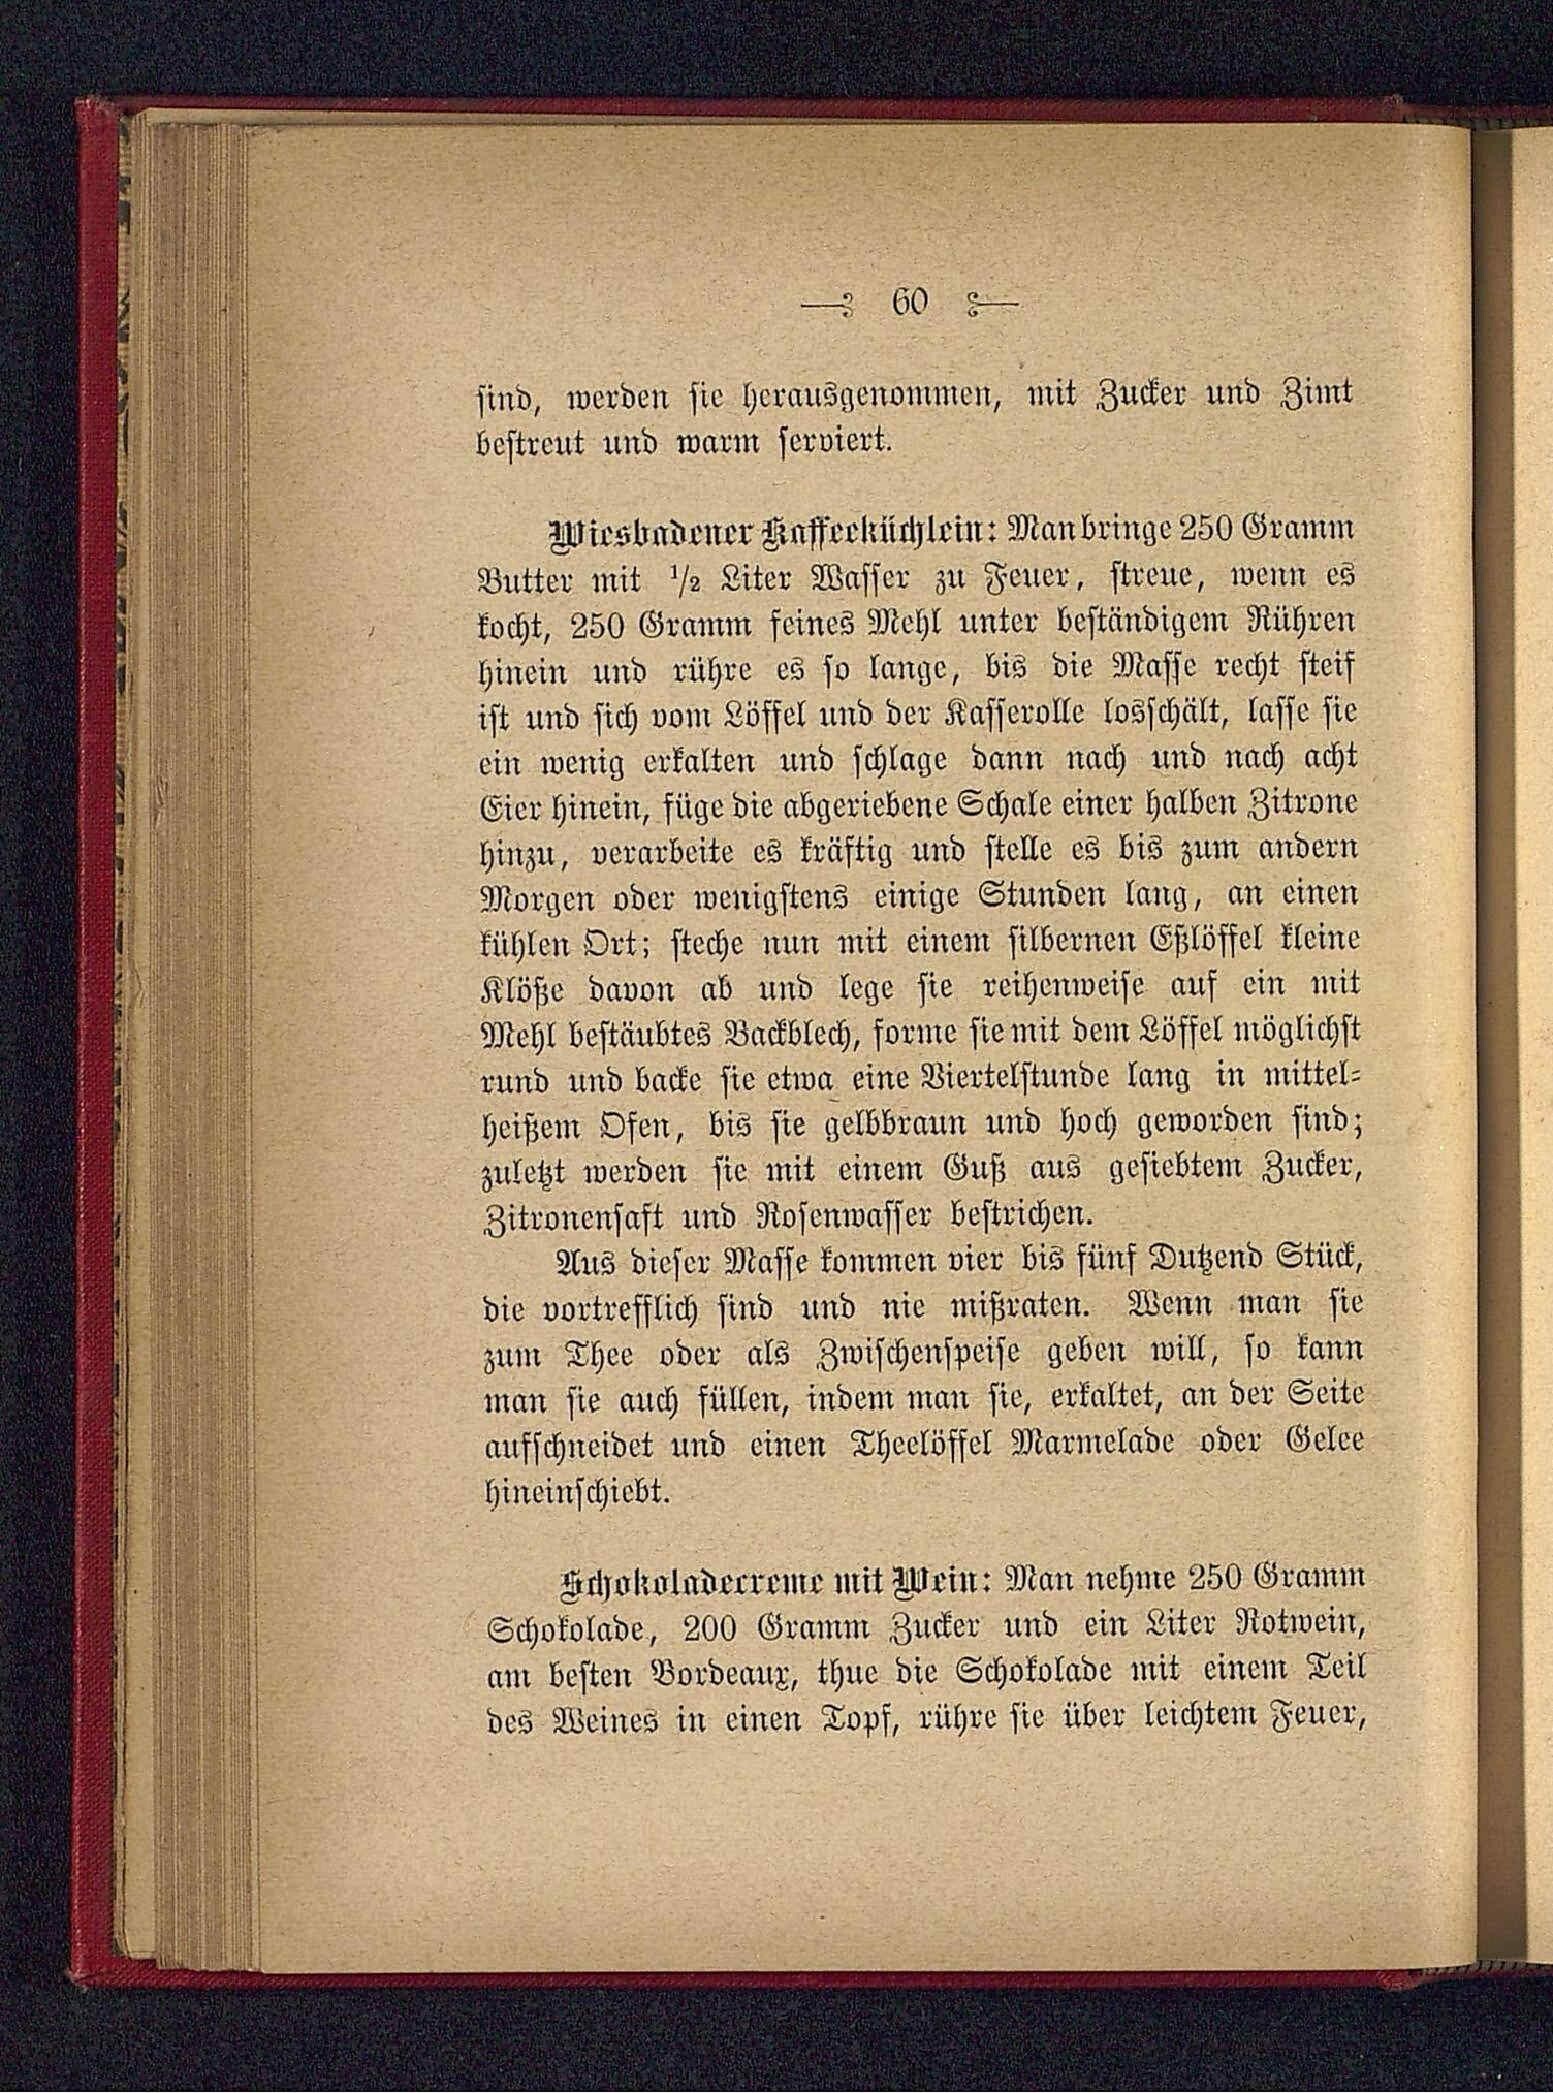 60
sind, werden sie herausgenommen, mit Zucker und Zimt
bestreut und warm serviert.
Wiesbadener Kaffeeküchlein: Man bringe 250 Gramm
Butter mit ½ Liter Wasser zu Feuer, streue, wenn es
kocht, 250 Gramm feines Mehl unter beständigem Rühren
hinein und rühre es so lange, bis die Masse recht steif
ist und sich vom Löffel und der Kasserolle losschält, lasse sie
ein wenig erkalten und schlage dann nach und nach acht
Eier hinein, füge die abgeriebene Schale einer halben Zitrone
hinzu, verarbeite es kräftig und stelle es bis zum andern
Morgen oder wenigstens einige Stunden lang, an einen
kühlen Ort; steche nun mit einem silbernen Eßlöffel kleine
Klöße davon ab und lege sie reihenweise auf ein mit
Mehl bestäubtes Backblech, forme sie mit dem Löffel möglichst
rund und backe sie etwa eine Viertelstunde lang in mittel-
heißem Ofen, bis sie gelbbraun und hoch geworden sind;
zuletzt werden sie mit einem Guß aus gesiebtem Zucker,
Zitronensaft und Rosenwasser bestrichen.
Aus dieser Masse kommen vier bis fünf Dutzend Stück,
die vortrefflich sind und nie mißraten. Wenn man sie
zum Thee oder als Zwischenspeise geben will, so kann
man sie auch füllen, indem man sie, erkaltet, an der Seite
aufschneidet und einen Theelöffel Marmelade oder Gelee
hineinschiebt.
Schokoladecreme mit Wein: Man nehme 250 Gramm
Schokolade, 200 Gramm Zucker und ein Liter Rotwein,
am besten Bordeaux, thue die Schokolade mit einem Teil
des Weines in einen Topf, rühre sie über leichtem Feuer,